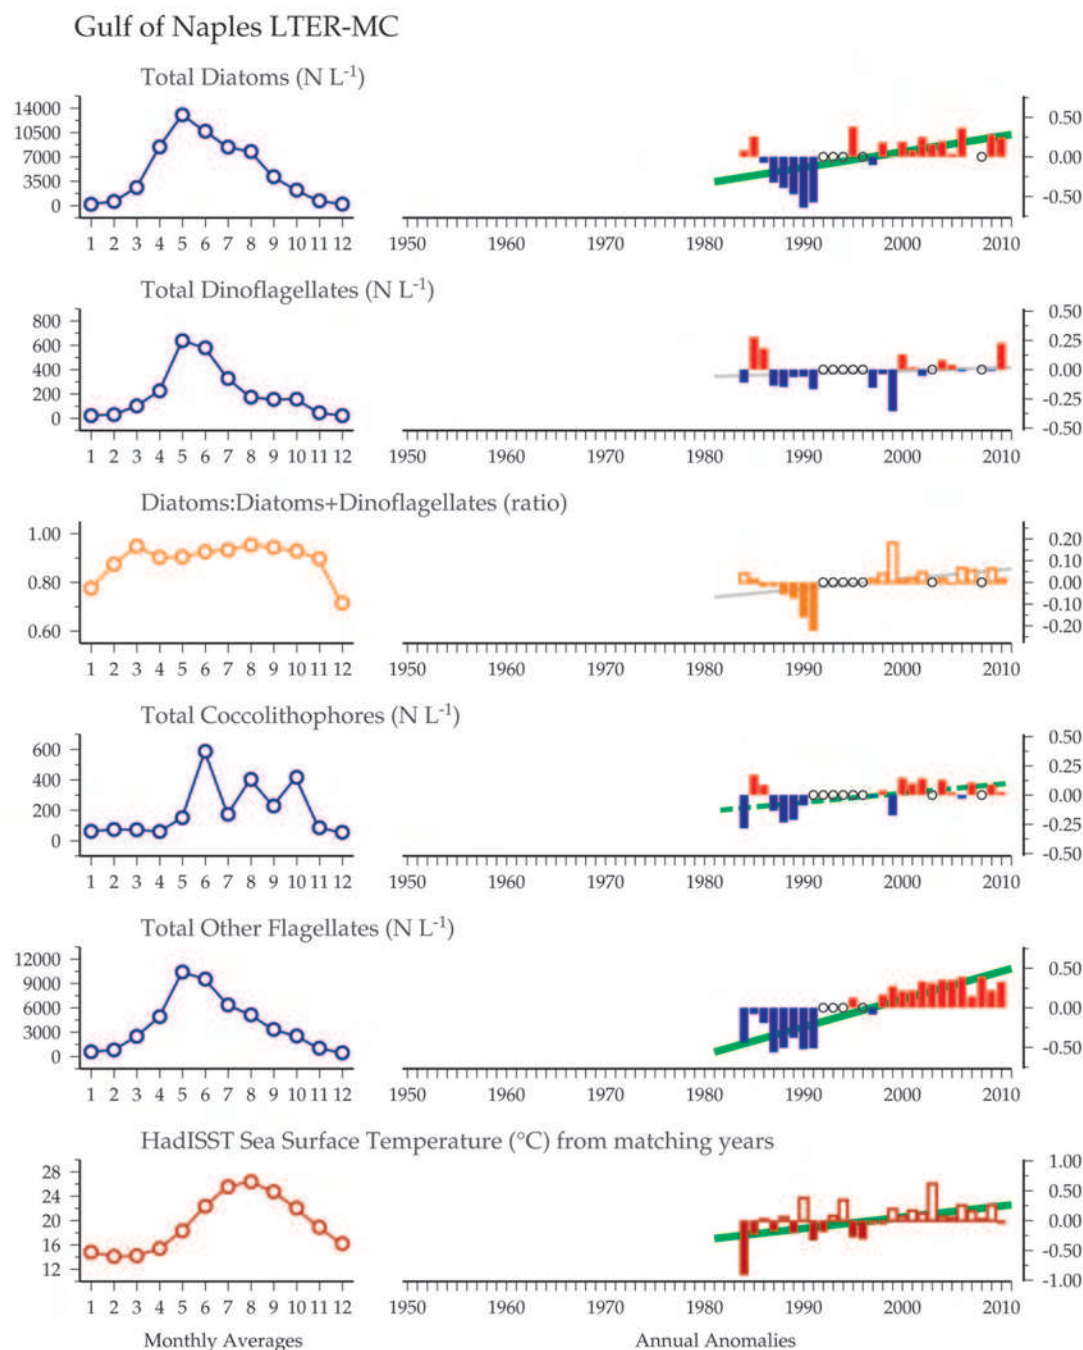 Gulf of Naples LTER-MC
Total Diatoms (N L⁻¹)
14000
10500
7000
3500
0
1 2 3 4 5 6 7 8 9 10 11 12
1950 1960 1970 1980 1990 2000 2010
0.50
0.00
-0.50
Total Dinoflagellates (N L⁻¹)
800
600
400
200
0
1 2 3 4 5 6 7 8 9 10 11 12
1950 1960 1970 1980 1990 2000 2010
0.50
0.25
0.00
-0.25
-0.50
Diatoms:Diatoms+Dinoflagellates (ratio)
1.00
0.80
0.60
1 2 3 4 5 6 7 8 9 10 11 12
1950 1960 1970 1980 1990 2000 2010
0.20
0.10
0.00
-0.10
-0.20
Total Coccolithophores (N L⁻¹)
600
400
200
0
1 2 3 4 5 6 7 8 9 10 11 12
1950 1960 1970 1980 1990 2000 2010
0.50
0.25
0.00
-0.25
-0.50
Total Other Flagellates (N L⁻¹)
12000
9000
6000
3000
0
1 2 3 4 5 6 7 8 9 10 11 12
1950 1960 1970 1980 1990 2000 2010
0.50
0.00
-0.50
HadISST Sea Surface Temperature (°C) from matching years
28
24
20
16
12
1 2 3 4 5 6 7 8 9 10 11 12
1950 1960 1970 1980 1990 2000 2010
1.00
0.50
0.00
-0.50
-1.00
Monthly Averages
Annual Anomalies